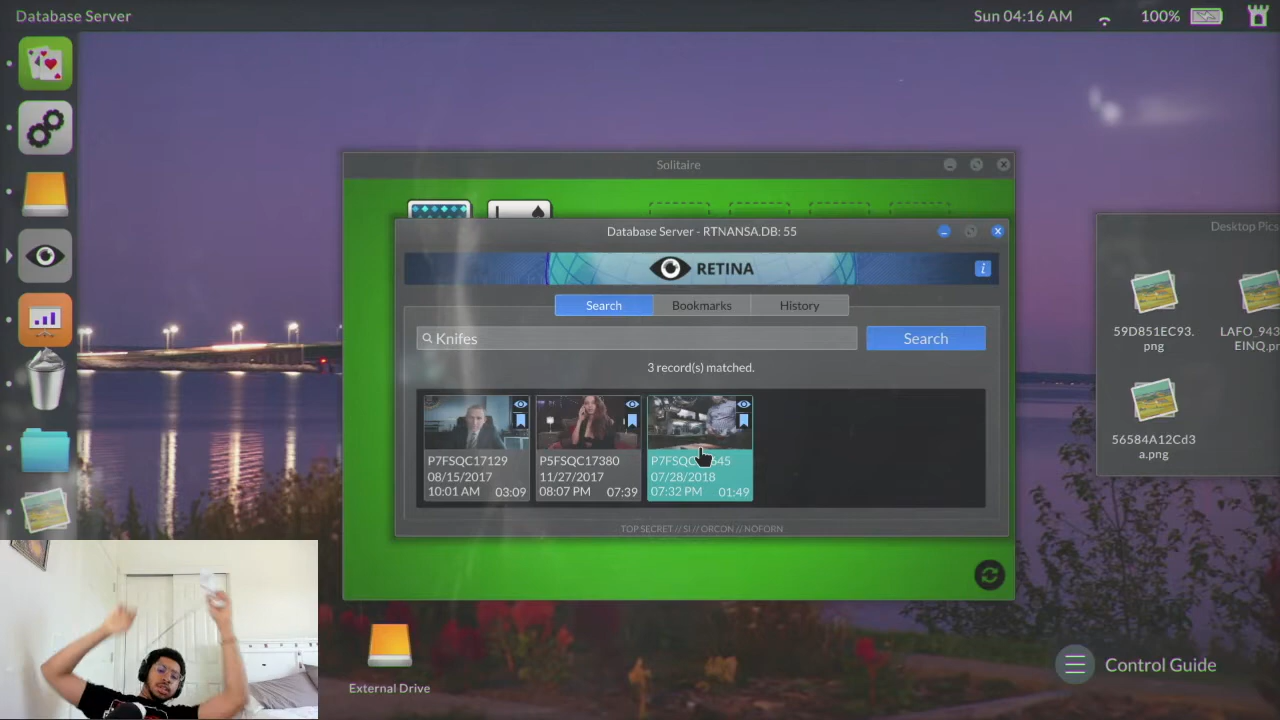 Database Server
Sun 04:16 AM
100%
Solitaire
Database Server - RTNANSA.DB: 55
RETINA
i
Search
Bookmarks
History
Knifes
Search
3 record(s) matched.
P7FSQC17129
08/15/2017
10:01 AM 03:09
P5FSQC17380
11/27/2017
08:07 PM 07:39
07/28/2018
07:32 PM 01:49
TOP SECRET // SI // ORCON // NOFORN
Desktop Pics
59D851EC93.
png
LAFO_943
EINQ.
56584A12Cd3
a.png
External Drive
Control Guide